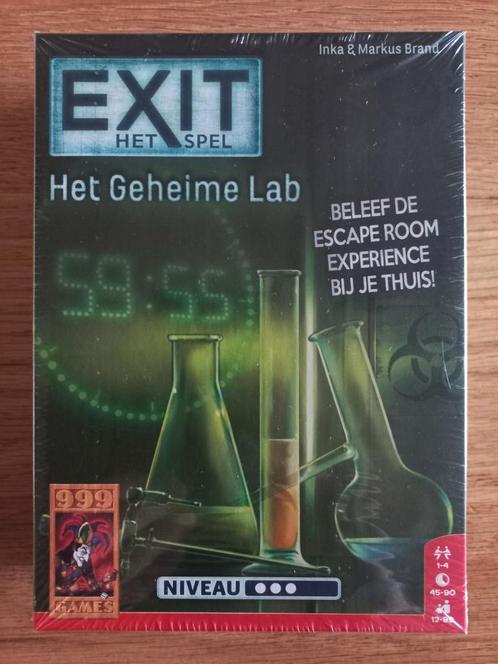 Inka & Markus Brand
EXIT
HET SPEL
Het Geheime Lab
BELEEF DE
ESCAPE ROOM
EXPERIENCE
BIJ JE THUIS!
59:55
999
GAMES
NIVEAU
1-4
45-90
12-99